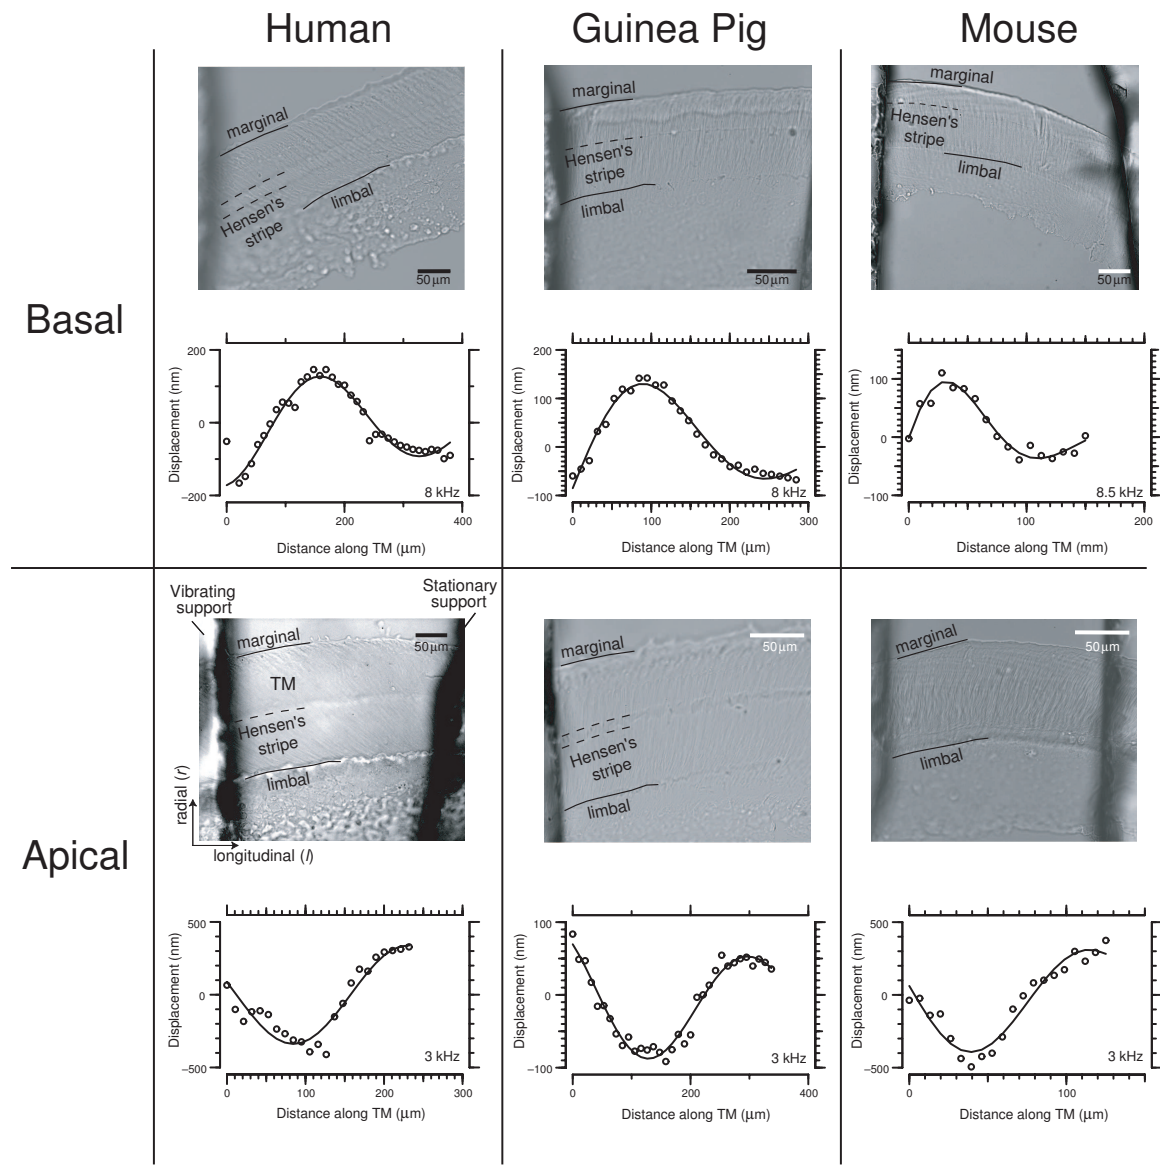 Human
Guinea Pig
Mouse
Basal
marginal
Hensen's
stripe
limbal
50 μm
marginal
Hensen's
stripe
limbal
50 μm
marginal
Hensen's
stripe
limbal
50 μm
Displacement (nm)
200
0
−200
8 kHz
0
200
400
Distance along TM (μm)
Displacement (nm)
200
100
0
−100
8 kHz
0
100
200
300
Distance along TM (μm)
Displacement (nm)
100
0
−100
8.5 kHz
0
100
200
Distance along TM (mm)
Apical
Vibrating
support
Stationary
support
marginal
50 μm
TM
Hensen's
stripe
limbal
radial (r)
longitudinal (l)
marginal
50 μm
Hensen's
stripe
limbal
marginal
50 μm
limbal
Displacement (nm)
500
0
−500
3 kHz
0
100
200
300
Distance along TM (μm)
Displacement (nm)
100
0
−100
3 kHz
0
200
400
Distance along TM (μm)
Displacement (nm)
500
0
−500
3 kHz
0
100
Distance along TM (μm)